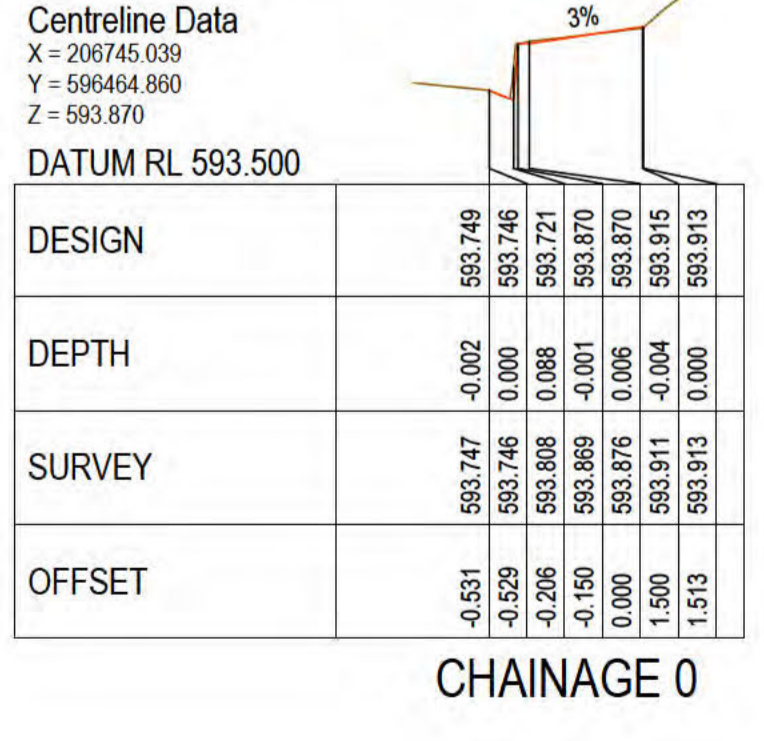 Centreline Data
X = 206745.039
Y = 596464.860
Z = 593.870
3%
DATUM RL 593.500
DESIGN 593.749 593.746 593.721 593.870 593.870 593.915 593.913
DEPTH -0.002 0.000 0.088 -0.001 0.006 -0.004 0.000
SURVEY 593.747 593.746 593.808 593.869 593.876 593.911 593.913
OFFSET -0.531 -0.529 -0.206 -0.150 0.000 1.500 1.513
CHAINAGE 0